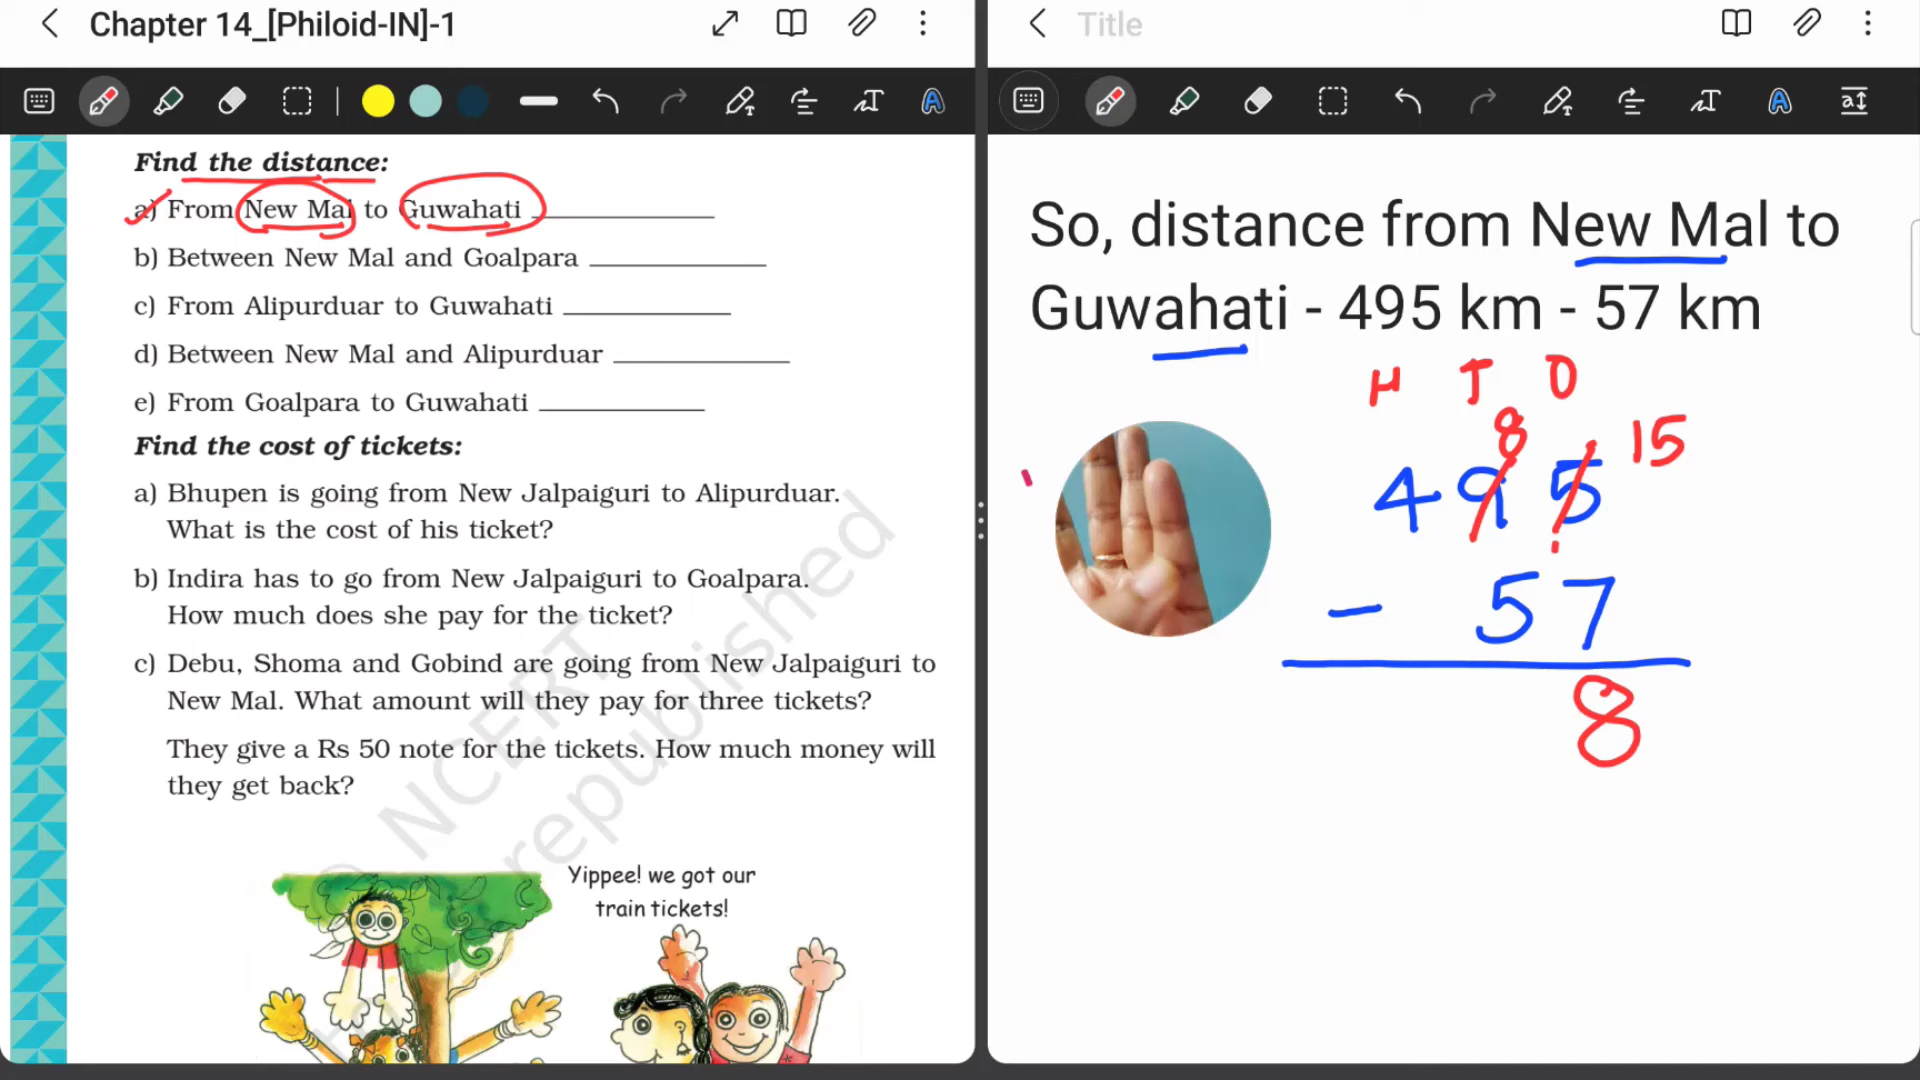 Chapter 14_[Philoid-IN]-1
Title
Find the distance:
a) From New Mal to Guwahati
b) Between New Mal and Goalpara
c) From Alipurduar to Guwahati
d) Between New Mal and Alipurduar
e) From Goalpara to Guwahati
Find the cost of tickets:
a) Bhupen is going from New Jalpaiguri to Alipurduar.
What is the cost of his ticket?
b) Indira has to go from New Jalpaiguri to Goalpara.
How much does she pay for the ticket?
c) Debu, Shoma and Gobind are going from New Jalpaiguri to
New Mal. What amount will they pay for three tickets?
They give a Rs 50 note for the tickets. How much money will
they get back?
NCERT
republished
Yippee! we got our
train tickets!
So, distance from New Mal to
Guwahati - 495 km - 57 km
H T O
8 15
4 9 5
- 5 7
8